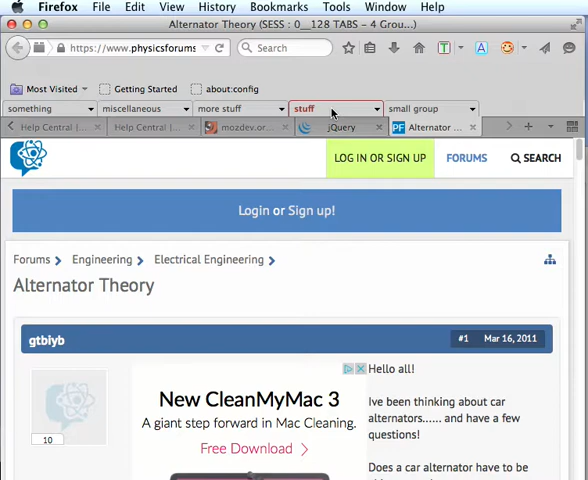 Firefox File Edit View History Bookmarks Tools Window Help
Alternator Theory (SESS : 0__128 TABS – 4 Grou...)
https://www.physicsforums
Search
T A
Most Visited Getting Started about:config
something miscellaneous more stuff stuff small group
Help Central |... Help Central |... mozdev.or... jQuery PF Alternator ...
LOG IN OR SIGN UP FORUMS SEARCH
Login or Sign up!
Forums Engineering Electrical Engineering
Alternator Theory
gtbiyb #1 Mar 16, 2011
10
New CleanMyMac 3
A giant step forward in Mac Cleaning.
Free Download
Hello all!
Ive been thinking about car
alternators...... and have a few
questions!
Does a car alternator have to be